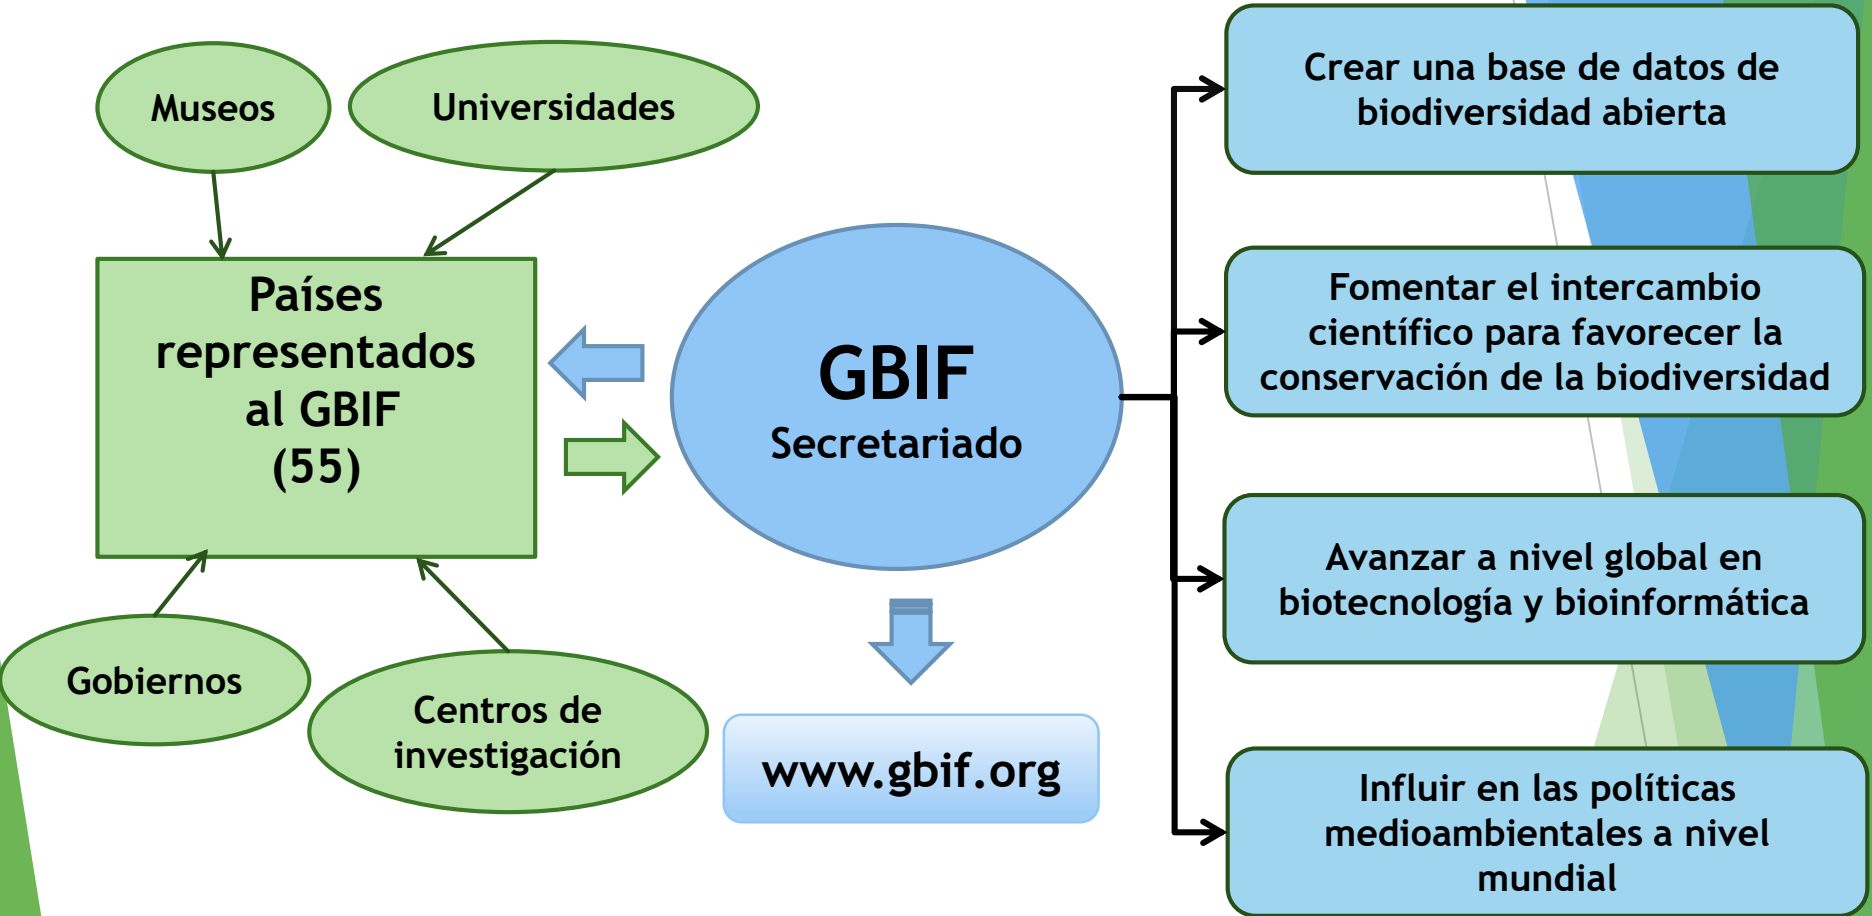 Museos
Universidades
Países
representados
al GBIF
(55)
Gobiernos
Centros de
investigación
GBIF
Secretariado
www.gbif.org
Crear una base de datos de
biodiversidad abierta
Fomentar el intercambio
científico para favorecer la
conservación de la biodiversidad
Avanzar a nivel global en
biotecnología y bioinformática
Influir en las políticas
medioambientales a nivel
mundial